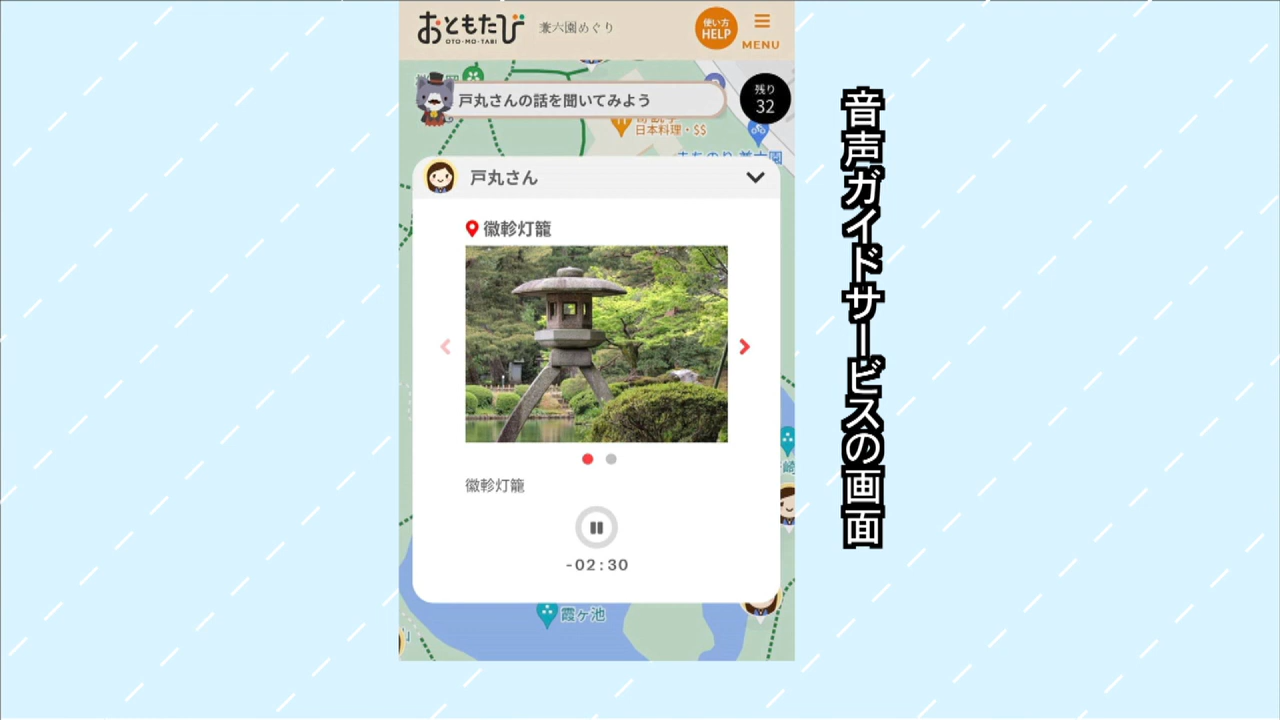 おともたび
OTO-MO-TABI
兼六園めぐり
使い方
HELP
MENU
戸丸さんの話を聞いてみよう
残り
32
日本料理・$$
戸丸さん
徽軫灯籠
徽軫灯籠
-02:30
霞ヶ池
音声ガイドサービスの画面